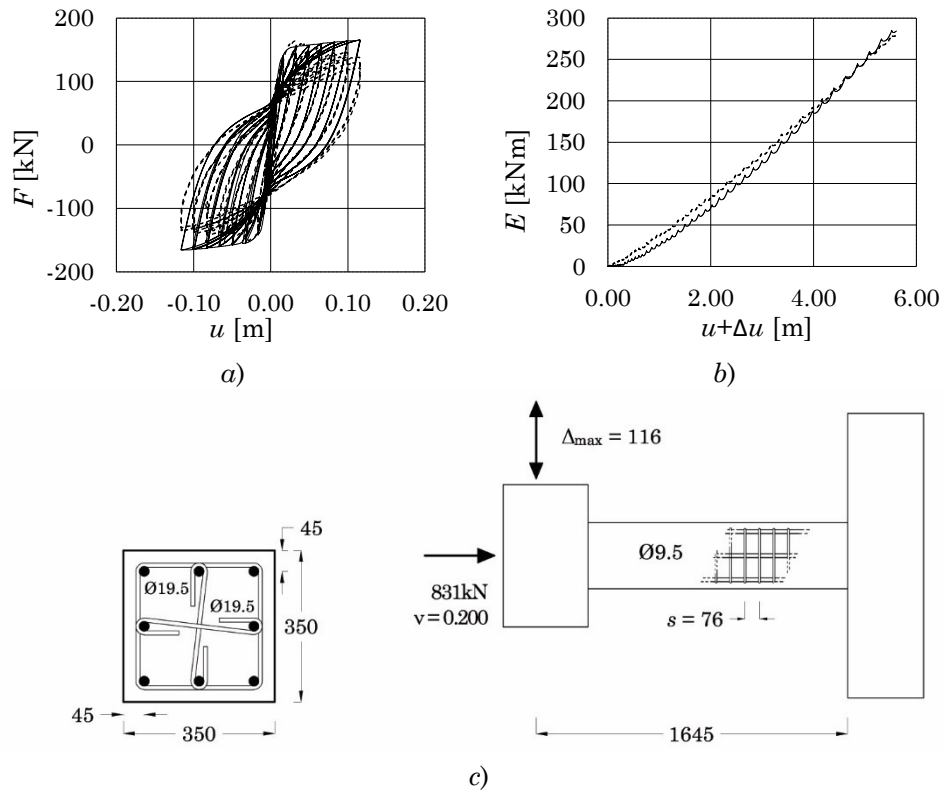 200
100
0
-100
-200
F [kN]
-0.20 -0.10 0.00 0.10 0.20
u [m]
a)
300
250
200
150
100
50
0
E [kNm]
0.00 2.00 4.00 6.00
u+Δu [m]
b)
Δmax = 116
45
Ø19.5
Ø19.5
350
45
350
831kN
ν=0.200
Ø9.5
s = 76
1645
c)